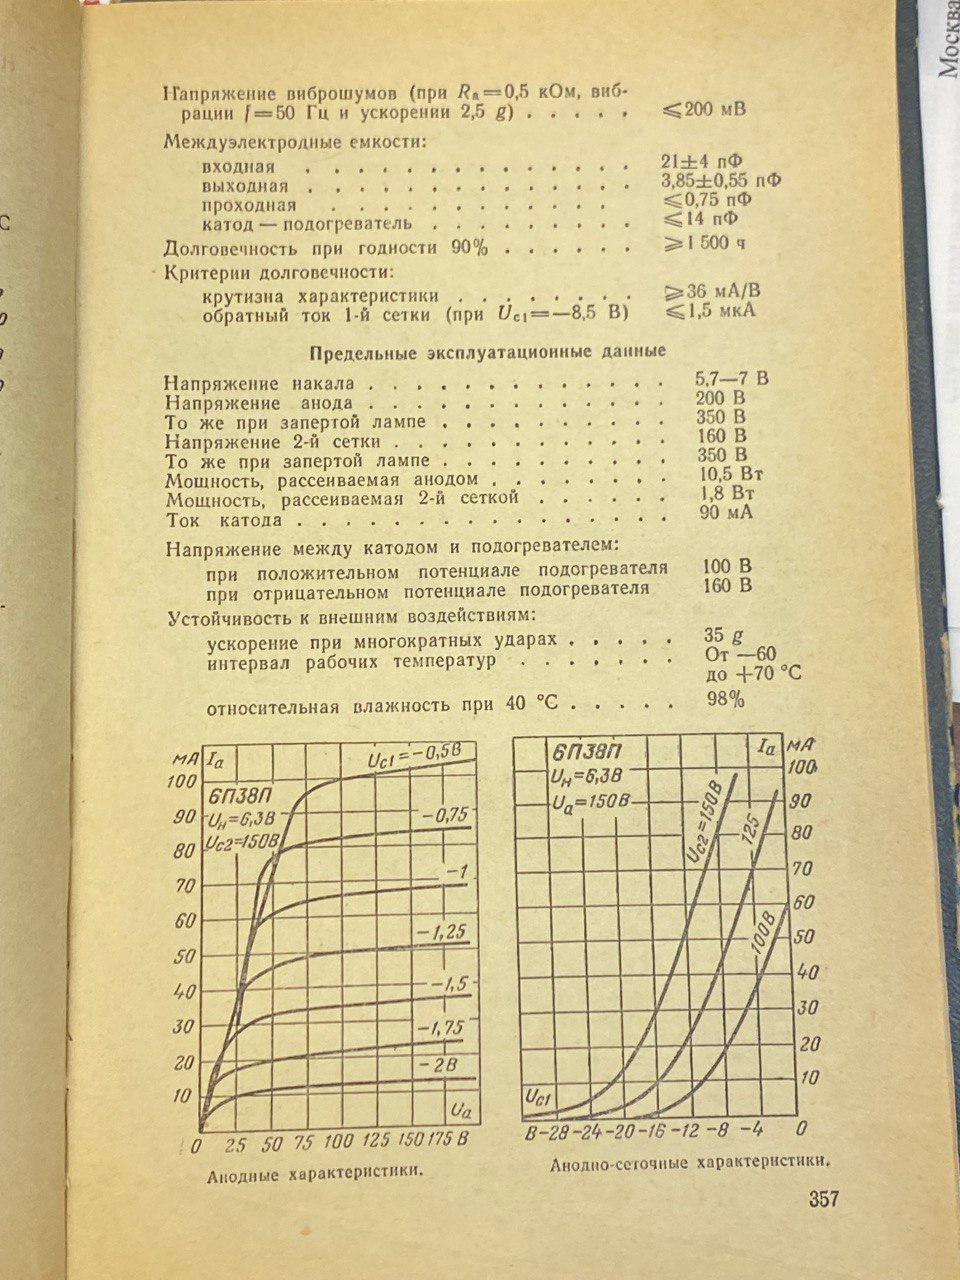 Напряжение виброшумов (при Rа=0,5 кОм, виб-
рации f=50 Гц и ускорении 2,5 g) . . . . . ⩽200 мВ
Междуэлектродные емкости:
входная . . . . . . . . . . . . . 21±4 пФ
выходная . . . . . . . . . . . . . 3,85±0,55 пФ
проходная . . . . . . . . . . . ⩽0,75 пФ
катод — подогреватель . . . . . . . . ⩽14 пФ
Долговечность при годности 90% . . . . . . ⩾1 500 ч
Критерии долговечности:
крутизна характеристики . . . . . . . . ⩾36 мА/В
обратный ток 1-й сетки (при Uс1=—8,5 В) ⩽1,5 мкА
Предельные эксплуатационные данные
Напряжение накала . . . . . . . . . . . . . 5,7—7 В
Напряжение анода . . . . . . . . . . . . . 200 В
То же при запертой лампе . . . . . . . . . . 350 В
Напряжение 2-й сетки . . . . . . . . . . . . 160 В
То же при запертой лампе . . . . . . . . . . 350 В
Мощность, рассеиваемая анодом . . . . . . . . 10,5 Вт
Мощность, рассеиваемая 2-й сеткой . . . . . . 1,8 Вт
Ток катода . . . . . . . . . . . . . . . . 90 мА
Напряжение между катодом и подогревателем:
при положительном потенциале подогревателя 100 В
при отрицательном потенциале подогревателя 160 В
Устойчивость к внешним воздействиям:
ускорение при многократных ударах . . . . . 35 g
интервал рабочих температур . . . . . . . От —60
до +70 °С
относительная влажность при 40 °С . . . . . 98%
мА Iа
Uс1=-0,5В
100
6П38П
90
Uн=6,3В
-0,75
80
Uс2=150В
70
-1
60
-1,25
50
40
-1,5
30
-1,75
20
-2В
10
Uа
0 25 50 75 100 125 150 175 В
Анодные характеристики.
6П38П
Iа мА
Uн=6,3В
100
Uа=150В
90
Uс2=150В
125
80
70
60
100В
50
40
30
20
10
Uс1
В -28 -24 -20 -16 -12 -8 -4 0
Анодно-сеточные характеристики.
357
Москва